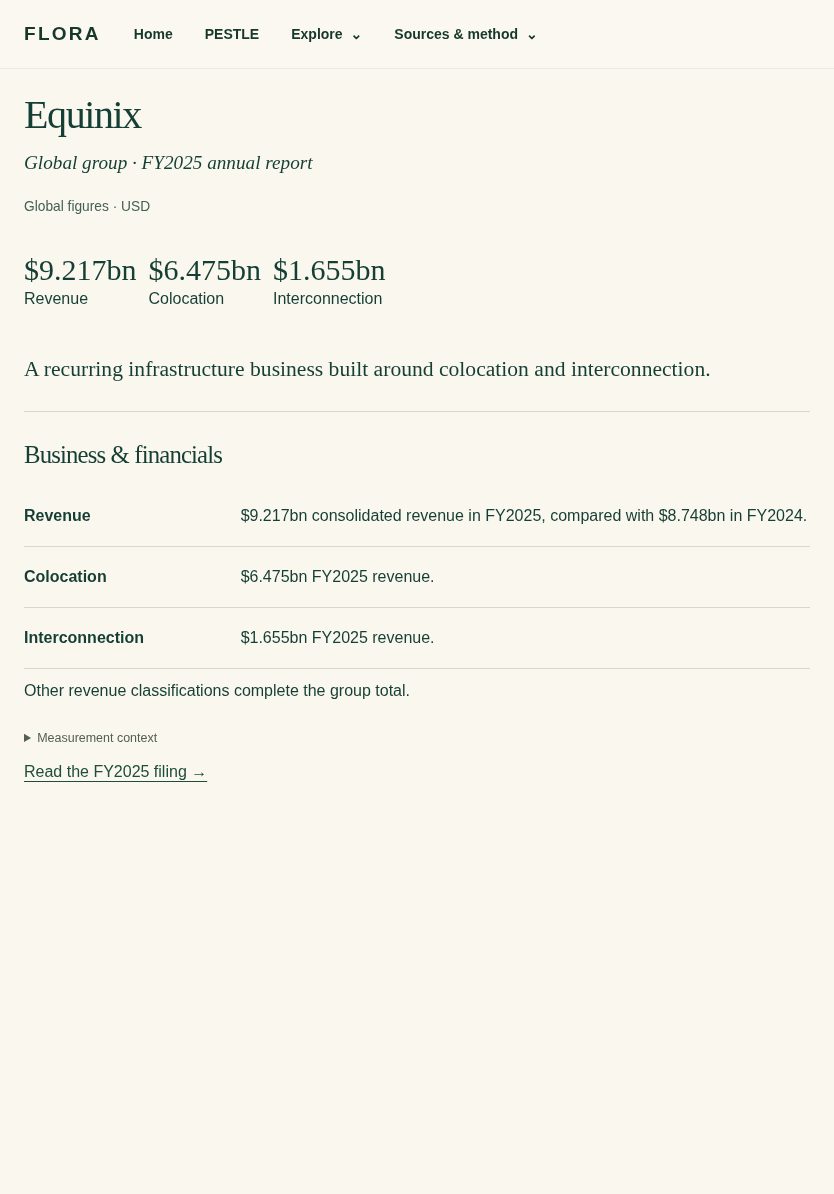 FLORA Home PESTLE Explore Sources & method
Equinix
Global group · FY2025 annual report
Global figures · USD
$9.217bn $6.475bn $1.655bn
Revenue Colocation Interconnection
A recurring infrastructure business built around colocation and interconnection.
Business & financials
Revenue $9.217bn consolidated revenue in FY2025, compared with $8.748bn in FY2024.
Colocation $6.475bn FY2025 revenue.
Interconnection $1.655bn FY2025 revenue.
Other revenue classifications complete the group total.
Measurement context
Read the FY2025 filing →